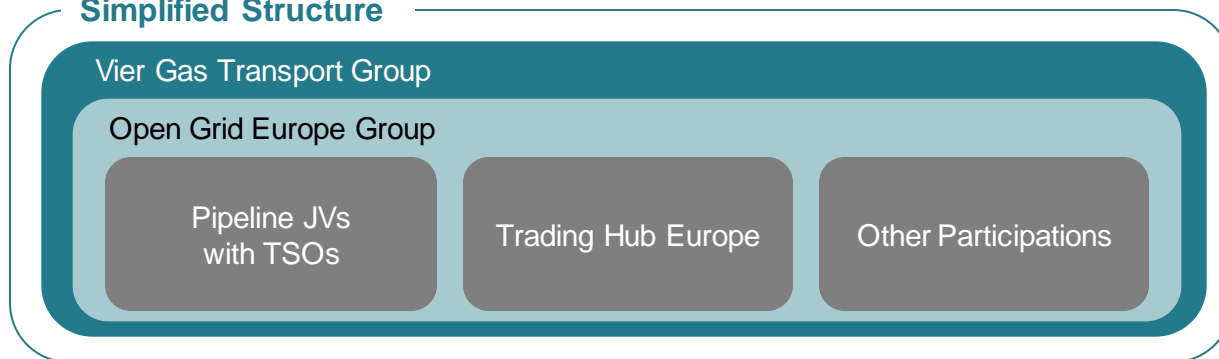 Simplified Structure
Vier Gas Transport Group
Open Grid Europe Group
Pipeline JVs
with TSOs
Trading Hub Europe
Other Participations